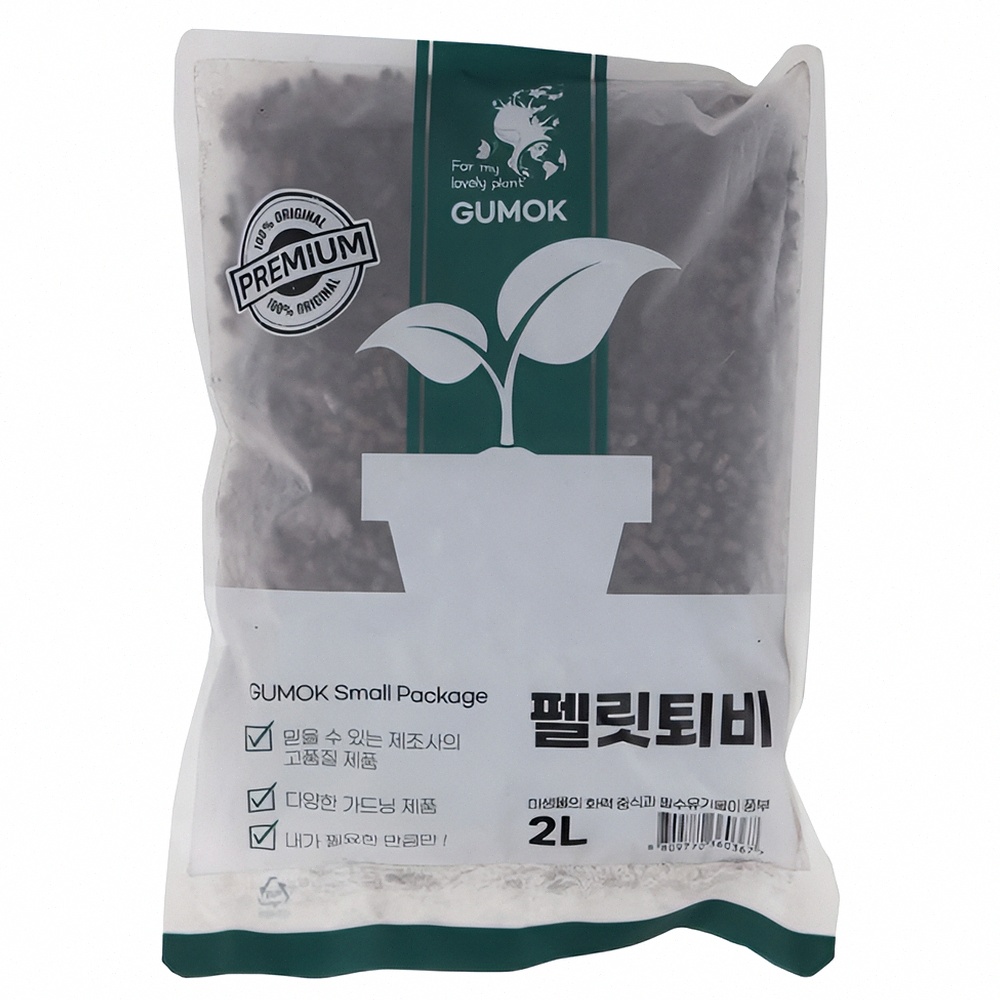 For my
lovely plant
GUMOK
100% ORIGINAL
PREMIUM
100% ORIGINAL
GUMOK Small Package
믿을 수 있는 제조사의
고품질 제품
다양한 가드닝 제품
내가 필요한 만큼만 !
펠릿퇴비
미생물의 화력 증식과 필수유기물이 풍부
2L